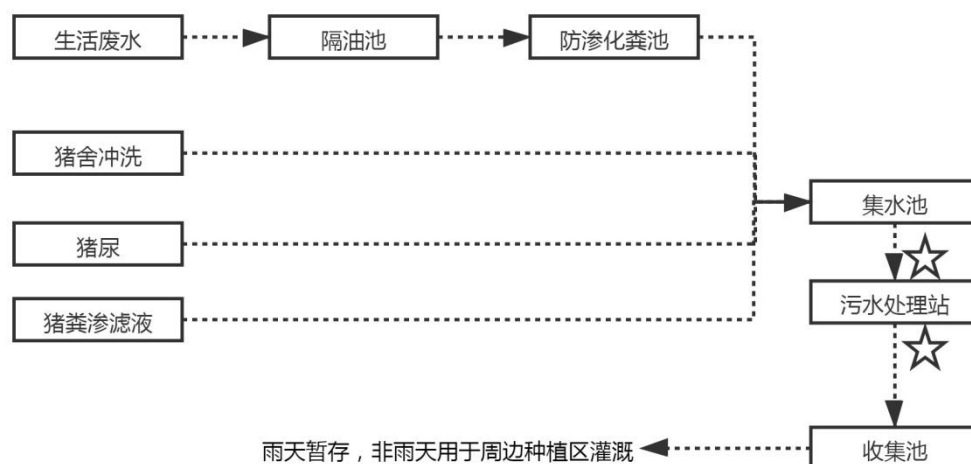 生活废水
隔油池
防渗化粪池
猪舍冲洗
集水池
猪尿
污水处理站
猪粪渗滤液
收集池
雨天暂存，非雨天用于周边种植区灌溉